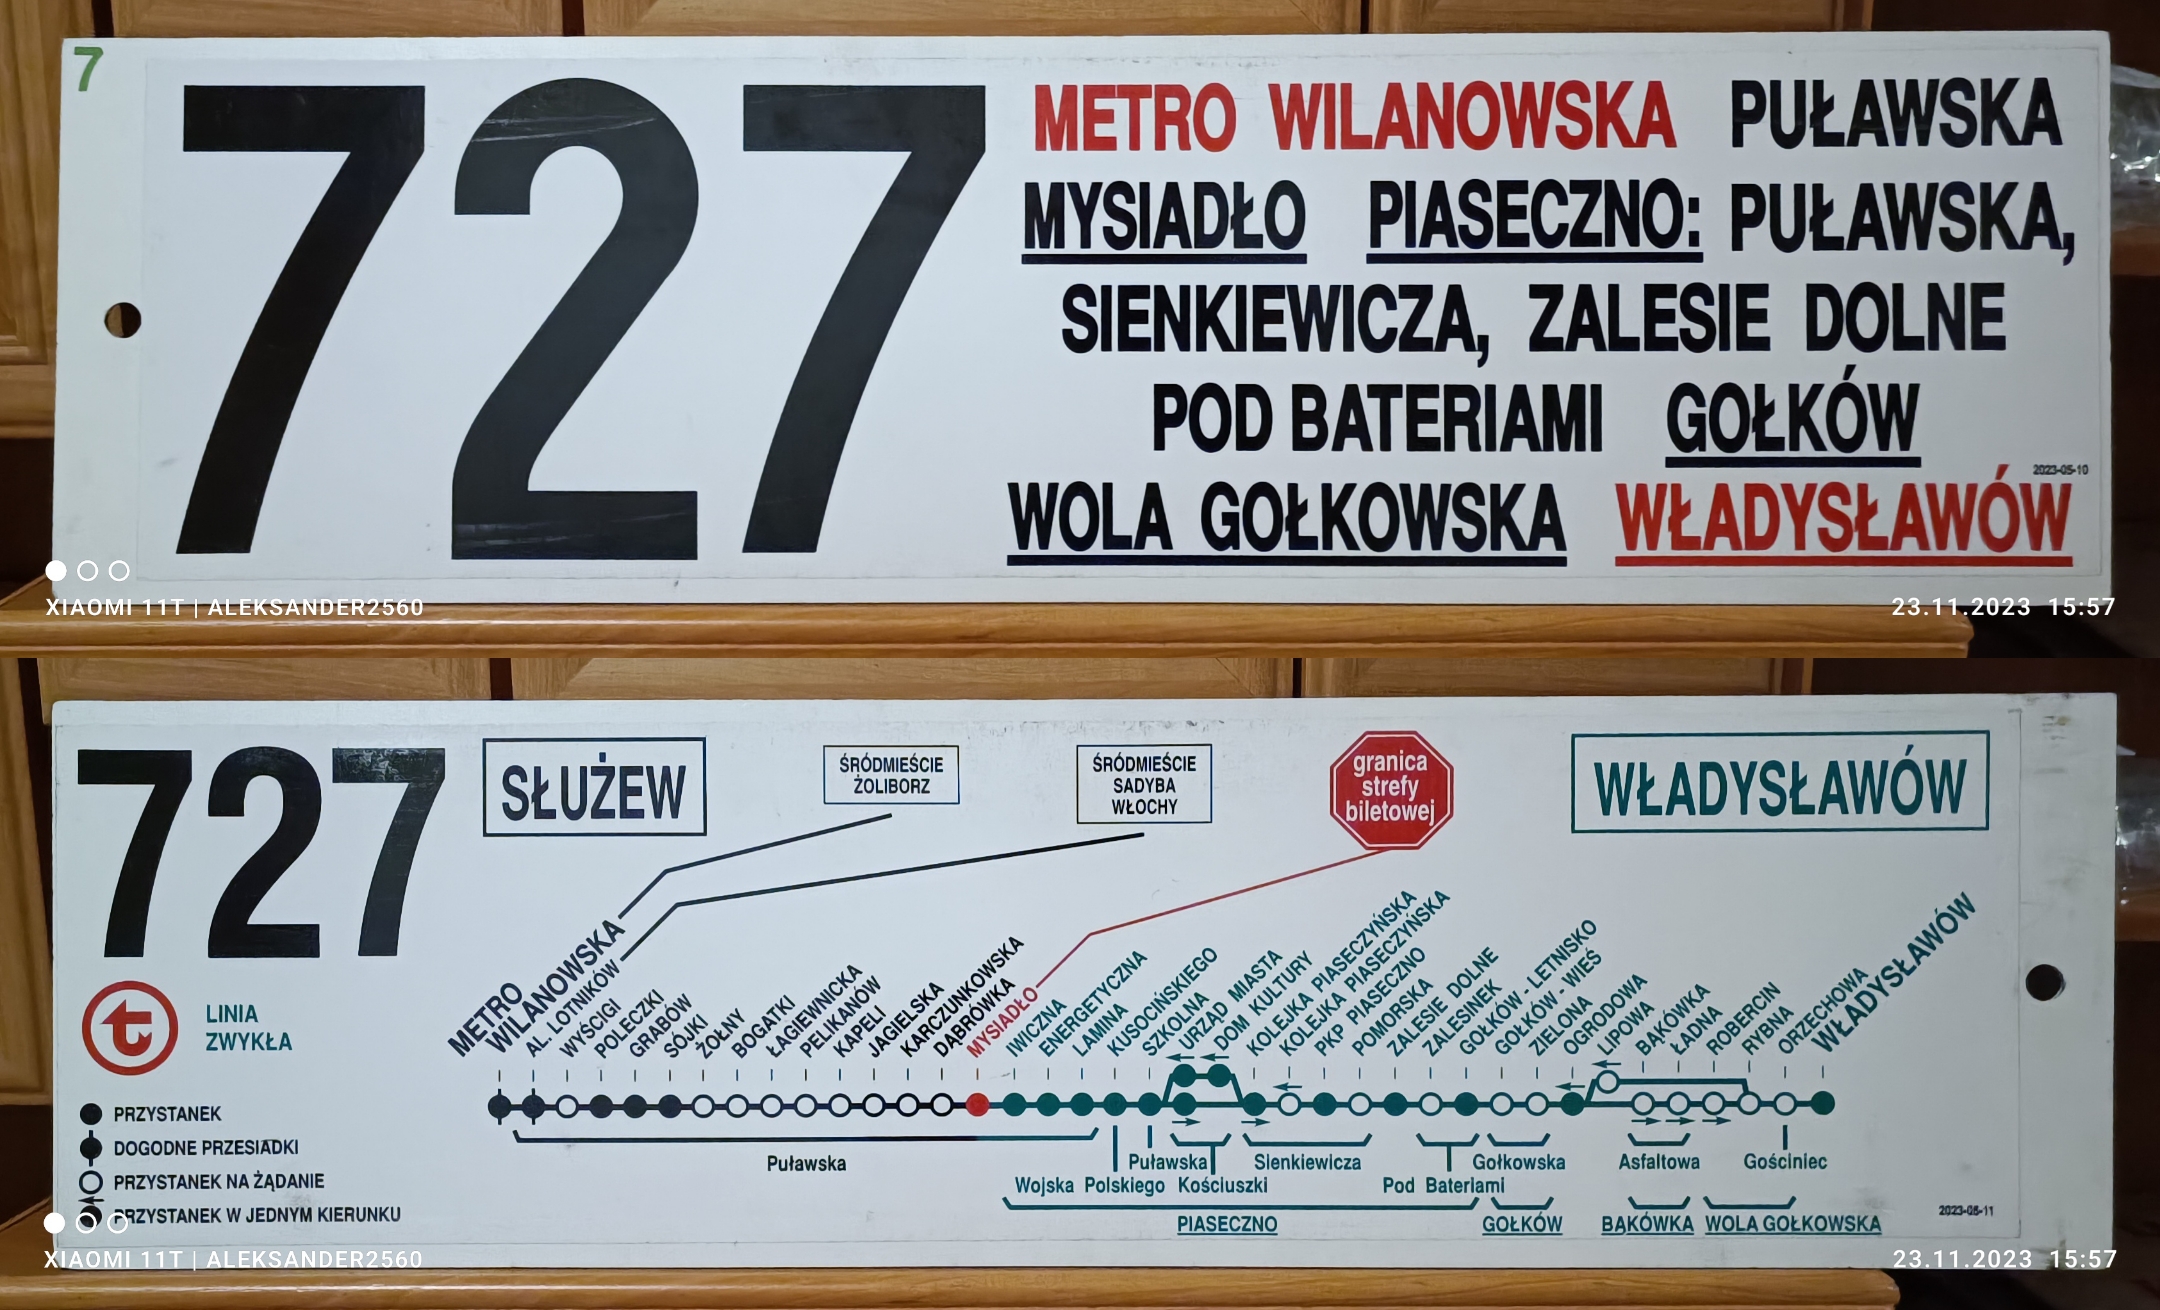 7
727
METRO WILANOWSKA PUŁAWSKA
MYSIADŁO PIASECZNO: PUŁAWSKA,
SIENKIEWICZA, ZALESIE DOLNE
POD BATERIAMI GOŁKÓW
2023-05-10
WOLA GOŁKOWSKA WŁADYSŁAWÓW
XIAOMI 11T | ALEKSANDER2560
23.11.2023 15:57
727
SŁUŻEW
ŚRÓDMIEŚCIE
ŻOLIBORZ
ŚRÓDMIEŚCIE
SADYBA
WŁOCHY
granica
strefy
biletowej
WŁADYSŁAWÓW
t
LINIA
ZWYKŁA
METRO
WILANOWSKA
AL. LOTNIKÓW
WYŚCIGI
POLECZKI
GRABÓW
SÓJKI
ŻOŁNY
BOGATKI
ŁAGIEWNICKA
PELIKANÓW
KAPELI
JAGIELSKA
KARCZUNKOWSKA
DĄBRÓWKA
MYSIADŁO
IWICZNA
ENERGETYCZNA
LAMINA
KUSOCIŃSKIEGO
SZKOLNA
URZĄD MIASTA
DOM KULTURY
KOLEJKA PIASECZYŃSKA
KOLEJKA PIASECZYŃSKA
PKP PIASECZNO
POMORSKA
ZALESIE DOLNE
ZALESINEK
GOŁKÓW - LETNISKO
GOŁKÓW - WIEŚ
ZIELONA
OGRODOWA
LIPOWA
BĄKÓWKA
ŁADNA
ROBERCIN
RYBNA
ORZECHOWA
WŁADYSŁAWÓW
PRZYSTANEK
DOGODNE PRZESIADKI
PRZYSTANEK NA ŻĄDANIE
PRZYSTANEK W JEDNYM KIERUNKU
Puławska
Puławska
Sienkiewicza
Gołkowska
Asfaltowa
Gościniec
Wojska Polskiego
Kościuszki
Pod Bateriami
PIASECZNO
GOŁKÓW
BĄKÓWKA
WOLA GOŁKOWSKA
2023-05-11
XIAOMI 11T | ALEKSANDER2560
23.11.2023 15:57